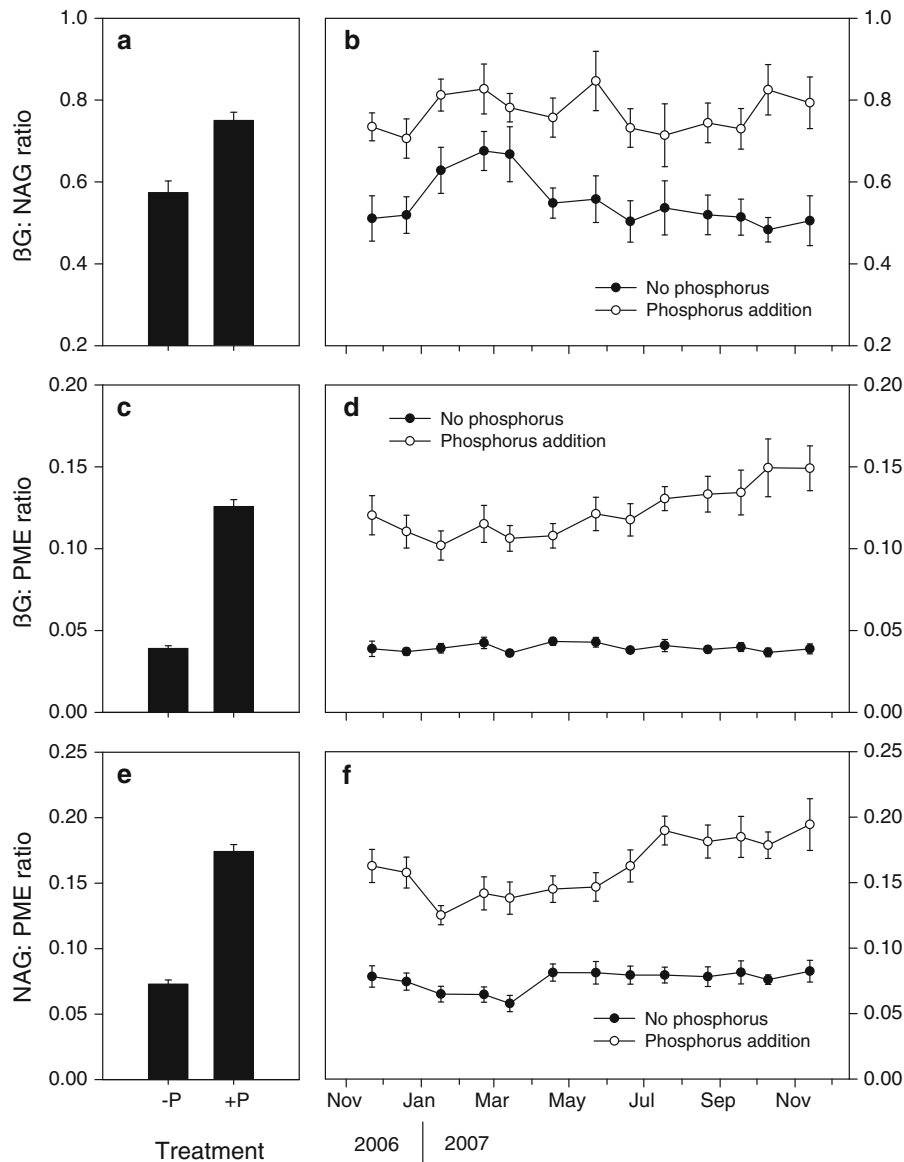 a
b
1.0
0.8
0.6
0.4
0.2
ßG: NAG ratio
1.0
0.8
0.6
0.4
0.2
No phosphorus
Phosphorus addition
c
d
0.20
0.15
0.10
0.05
0.00
ßG: PME ratio
0.20
0.15
0.10
0.05
0.00
No phosphorus
Phosphorus addition
e
f
0.25
0.20
0.15
0.10
0.05
0.00
NAG: PME ratio
0.25
0.20
0.15
0.10
0.05
0.00
No phosphorus
Phosphorus addition
-P +P
Treatment
Nov Jan Mar May Jul Sep Nov
2006 2007